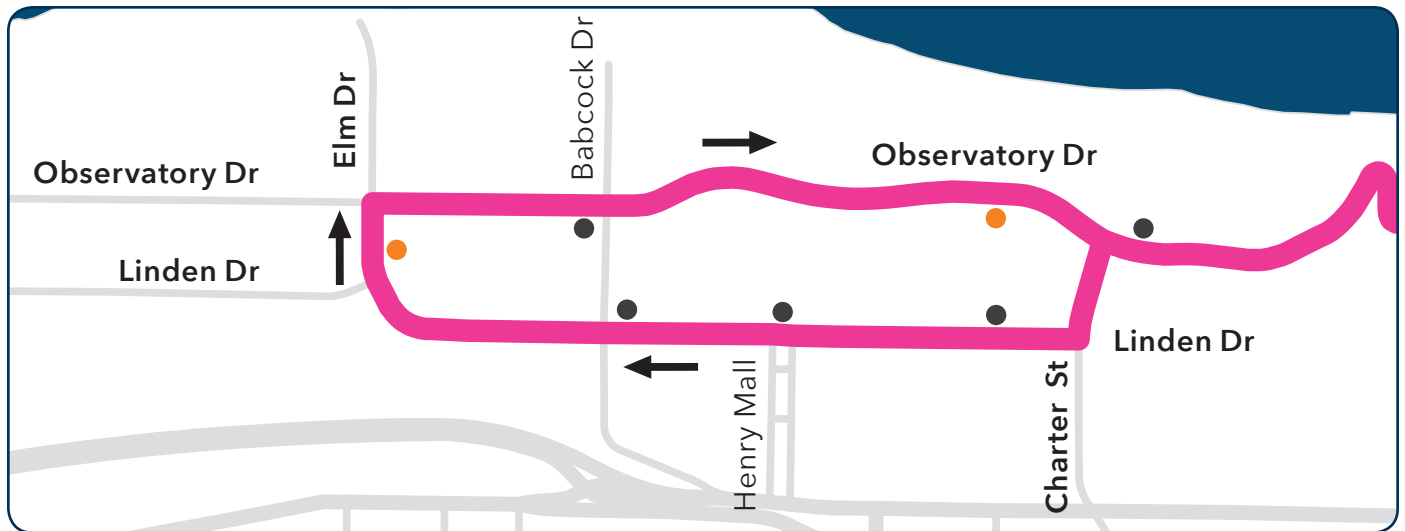 Elm Dr
Babcock Dr
Observatory Dr
Observatory Dr
Linden Dr
Linden Dr
Henry Mall
Charter St